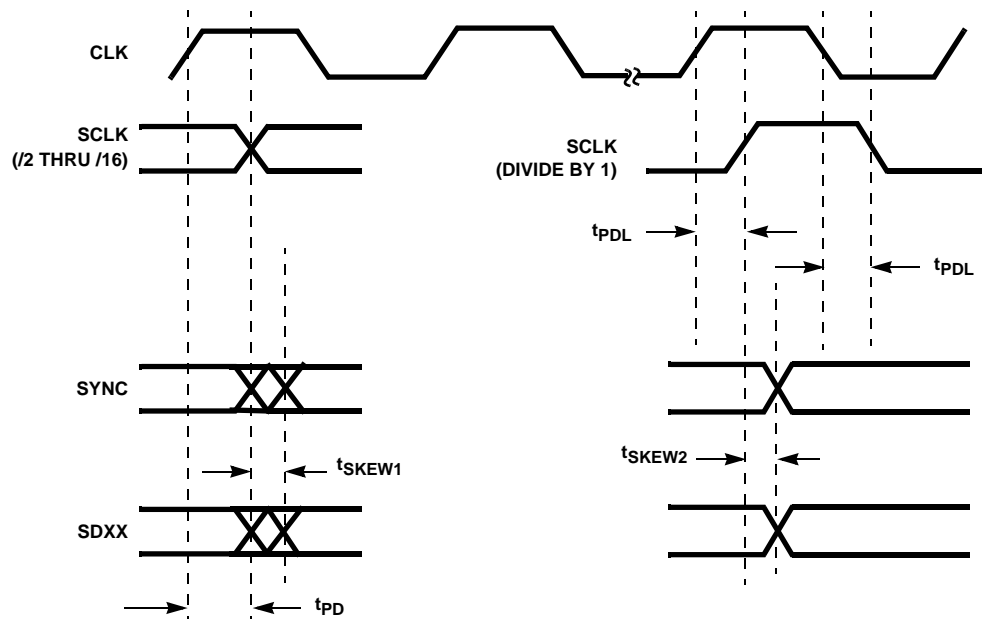 CLK
SCLK
(/2 THRU /16)
SCLK
(DIVIDE BY 1)
tPDL
tPDL
SYNC
tSKEW1
tSKEW2
SDXX
tPD